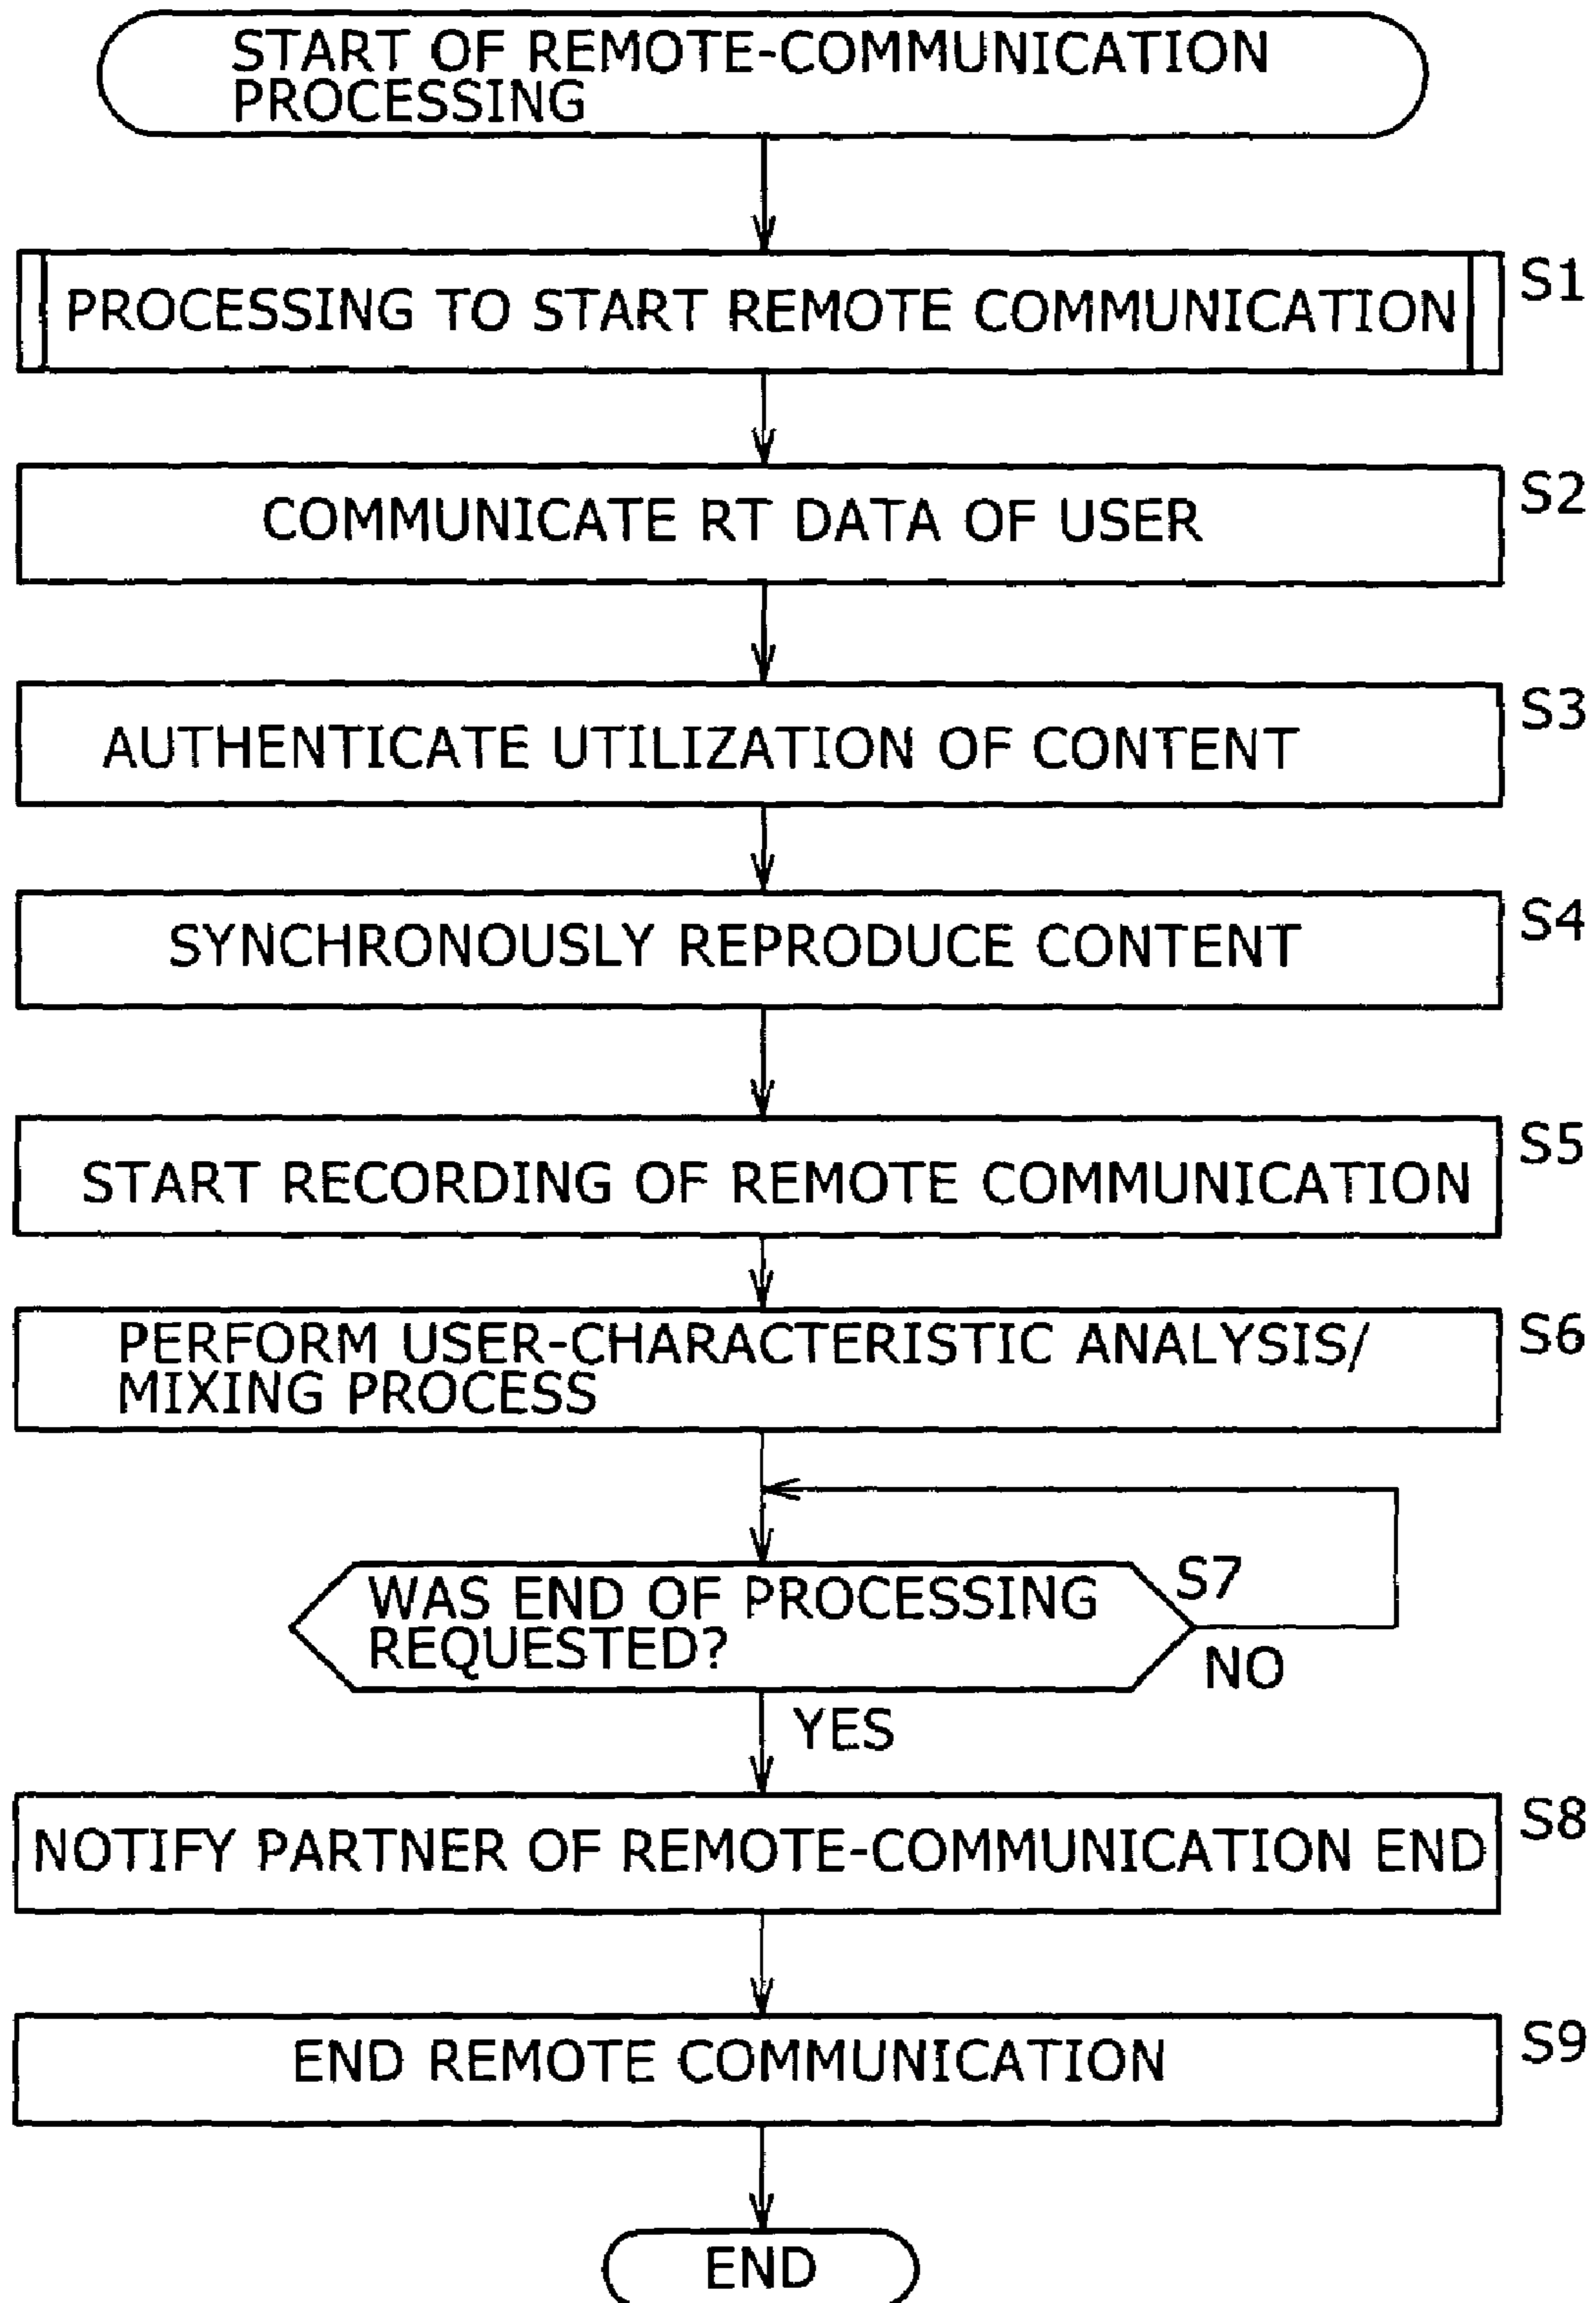 START OF REMOTE-COMMUNICATION
PROCESSING
PROCESSING TO START REMOTE COMMUNICATION
S1
COMMUNICATE RT DATA OF USER
S2
AUTHENTICATE UTILIZATION OF CONTENT
S3
SYNCHRONOUSLY REPRODUCE CONTENT
S4
START RECORDING OF REMOTE COMMUNICATION
S5
PERFORM USER-CHARACTERISTIC ANALYSIS/
MIXING PROCESS
S6
WAS END OF PROCESSING
REQUESTED?
S7
NO
YES
NOTIFY PARTNER OF REMOTE-COMMUNICATION END
S8
END REMOTE COMMUNICATION
S9
END